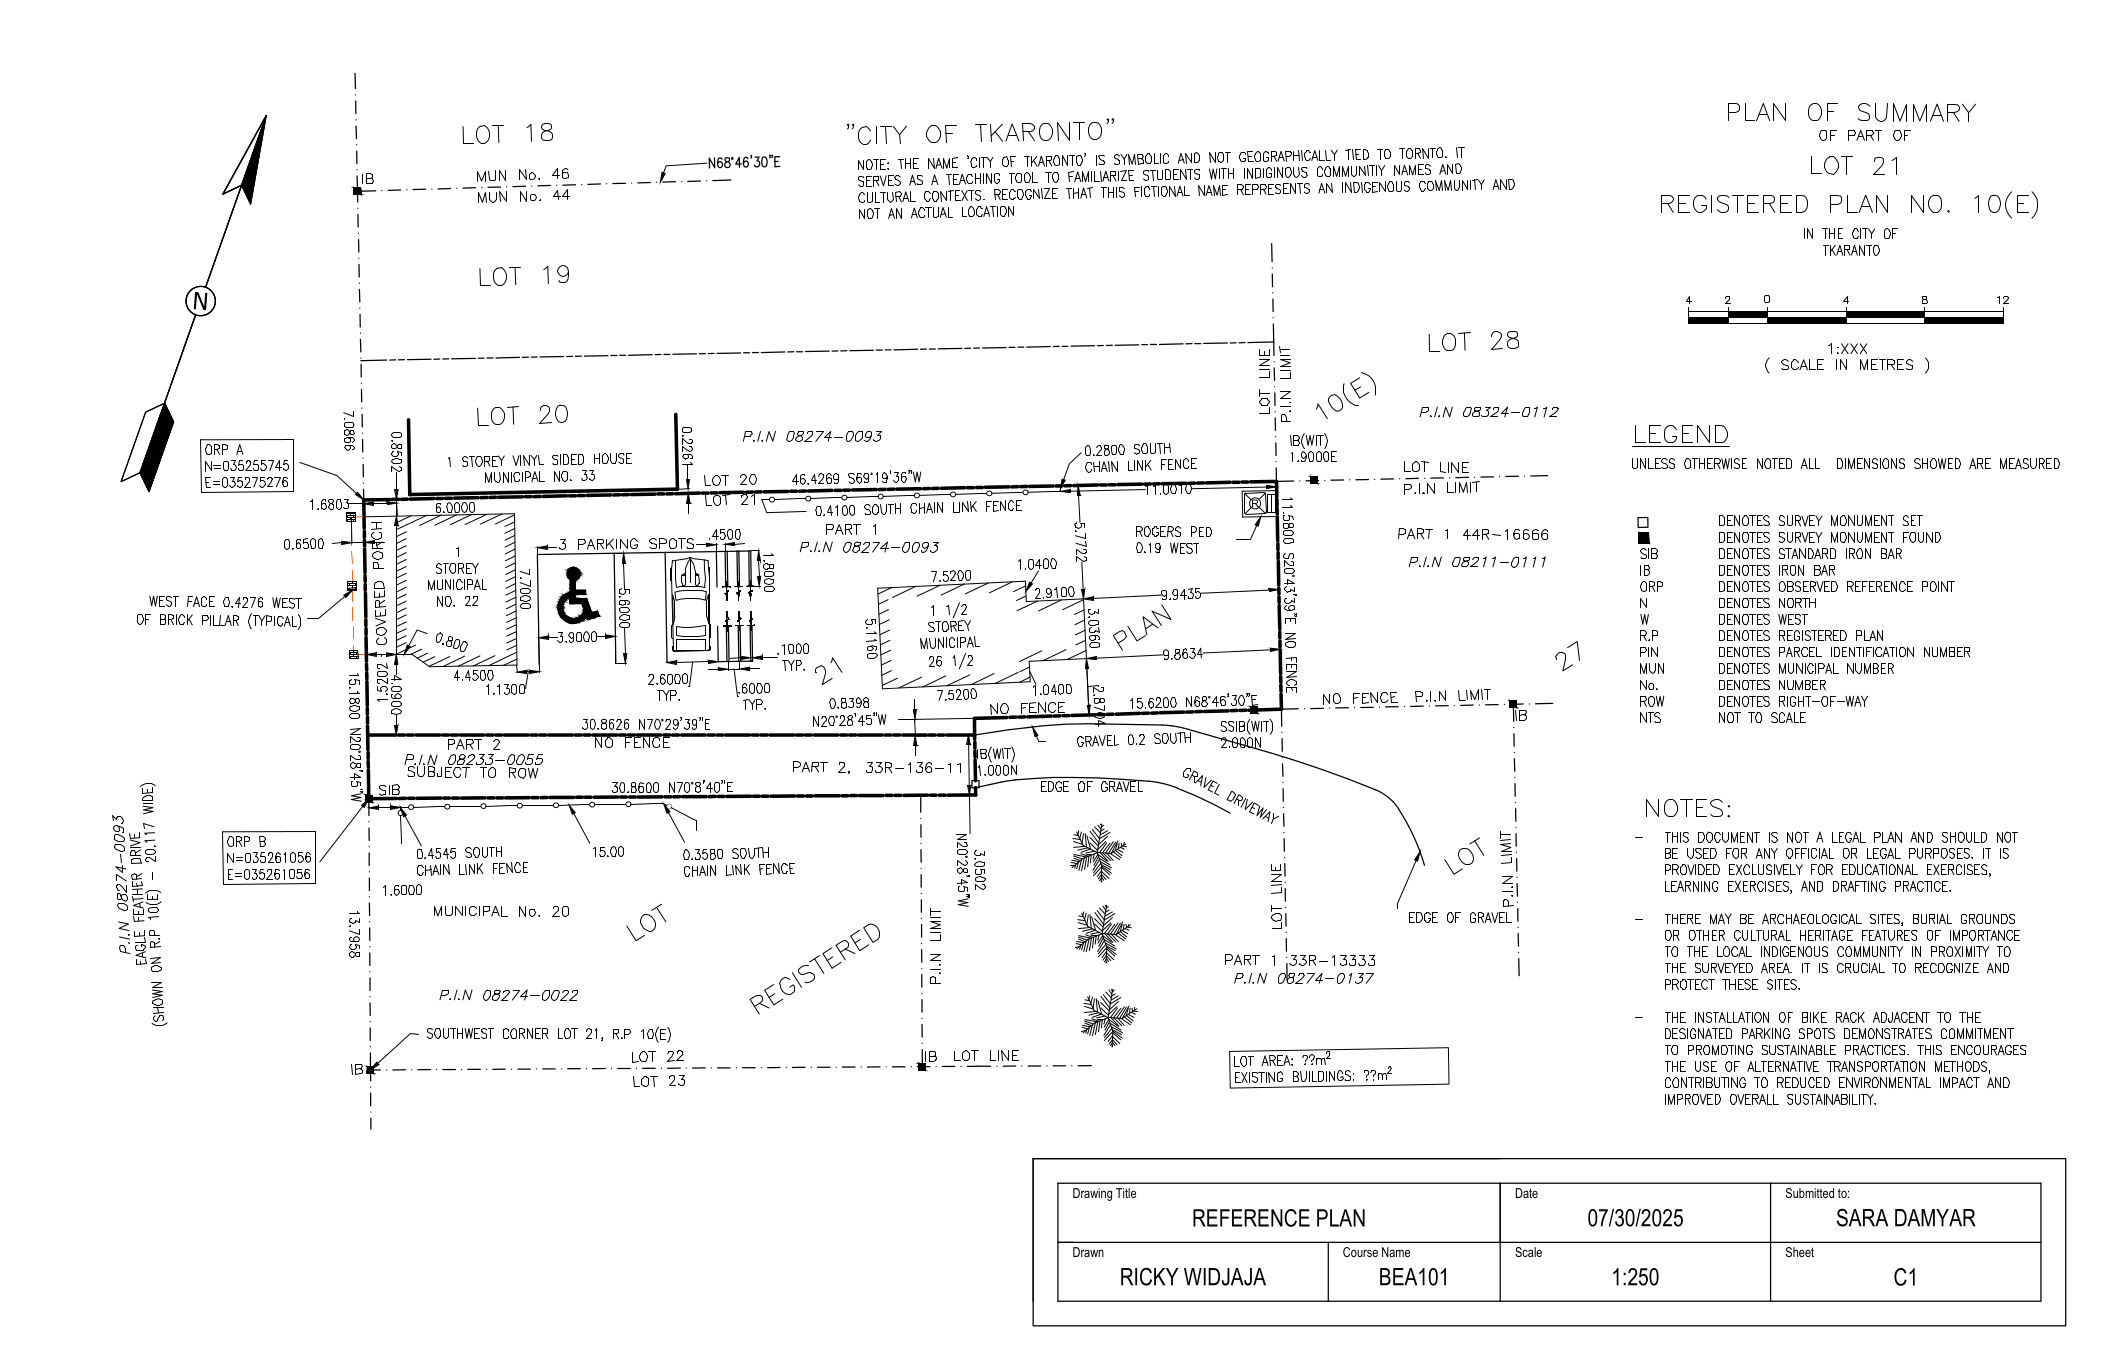 LOT 18
MUN No. 46
MUN No. 44
IB
N68°46'30"E
"CITY OF TKARONTO"
NOTE: THE NAME 'CITY OF TKARONTO' IS SYMBOLIC AND NOT GEOGRAPHICALLY TIED TO TORNTO. IT
SERVES AS A TEACHING TOOL TO FAMILIARIZE STUDENTS WITH INDIGINOUS COMMUNITIY NAMES AND
CULTURAL CONTEXTS. RECOGNIZE THAT THIS FICTIONAL NAME REPRESENTS AN INDIGENOUS COMMUNITY AND
NOT AN ACTUAL LOCATION
PLAN OF SUMMARY
OF PART OF
LOT 21
REGISTERED PLAN NO. 10(E)
IN THE CITY OF
TKARANTO
4 2 0 4 8 12
1:XXX
( SCALE IN METRES )
N
LOT 19
LOT 28
P.I.N 08324-0112
LOT LINE
P.I.N LIMIT
10(E)
LOT 20
7.0866
0.8502
0.2261
1 STOREY VINYL SIDED HOUSE
MUNICIPAL NO. 33
P.I.N 08274-0093
ORP A
N=035255745
E=035275276
LOT 20
LOT 21
46.4269 S69°19'36"W
0.2800 SOUTH
CHAIN LINK FENCE
IB(WIT)
1.9000E
LOT LINE
P.I.N LIMIT
11.0010
0.4100 SOUTH CHAIN LINK FENCE
1.6803
6.0000
0.6500
COVERED PORCH
1
STOREY
MUNICIPAL
NO. 22
7.7000
WEST FACE 0.4276 WEST
OF BRICK PILLAR (TYPICAL)
0.800
4.4500
1.1300
1.5202
4.0900
3 PARKING SPOTS
.4500
1.8000
5.6000
3.9000
2.6000
TYP.
.6000
TYP.
.1000
TYP.
PART 1
P.I.N 08274-0093
5.7722
ROGERS PED
0.19 WEST
11.5800 S20°43'39"E NO FENCE
PART 1 44R-16666
P.I.N 08211-0111
7.5200
1.0400
2.9100
1 1/2
STOREY
MUNICIPAL
26 1/2
5.1160
3.0360
9.9435
9.8634
7.5200
1.0400
2.8704
21
PLAN
27
0.8398
N20°28'45"W
NO FENCE
15.6200 N68°46'30"E
NO FENCE P.I.N LIMIT
IB
15.1800 N20°28'45"W
30.8626 N70°29'39"E
NO FENCE
PART 2
P.I.N 08233-0055
SUBJECT TO ROW
PART 2, 33R-136-11
IB(WIT)
1.000N
GRAVEL 0.2 SOUTH
SSIB(WIT)
2.000N
EDGE OF GRAVEL
GRAVEL DRIVEWAY
SIB
30.8600 N70°8'40"E
ORP B
N=035261056
E=035261056
0.4545 SOUTH
CHAIN LINK FENCE
1.6000
15.00
0.3580 SOUTH
CHAIN LINK FENCE
3.0502
N20°28'45"W
P.I.N 08274-0093
EAGLE FEATHER DRIVE
(SHOWN ON R.P 10(E) - 20.117 WIDE)
13.7958
MUNICIPAL No. 20
LOT
REGISTERED
P.I.N LIMIT
LOT LINE
LOT
P.I.N LIMIT
EDGE OF GRAVEL
PART 1 33R-13333
P.I.N 08274-0137
P.I.N 08274-0022
SOUTHWEST CORNER LOT 21, R.P 10(E)
IB
LOT 22
LOT 23
IB LOT LINE
LOT AREA: ??m²
EXISTING BUILDINGS: ??m²
LEGEND
UNLESS OTHERWISE NOTED ALL DIMENSIONS SHOWED ARE MEASURED
DENOTES SURVEY MONUMENT SET
DENOTES SURVEY MONUMENT FOUND
SIB DENOTES STANDARD IRON BAR
IB DENOTES IRON BAR
ORP DENOTES OBSERVED REFERENCE POINT
N DENOTES NORTH
W DENOTES WEST
R.P DENOTES REGISTERED PLAN
PIN DENOTES PARCEL IDENTIFICATION NUMBER
MUN DENOTES MUNICIPAL NUMBER
No. DENOTES NUMBER
ROW DENOTES RIGHT-OF-WAY
NTS NOT TO SCALE
NOTES:
- THIS DOCUMENT IS NOT A LEGAL PLAN AND SHOULD NOT
BE USED FOR ANY OFFICIAL OR LEGAL PURPOSES. IT IS
PROVIDED EXCLUSIVELY FOR EDUCATIONAL EXERCISES,
LEARNING EXERCISES, AND DRAFTING PRACTICE.
- THERE MAY BE ARCHAEOLOGICAL SITES, BURIAL GROUNDS
OR OTHER CULTURAL HERITAGE FEATURES OF IMPORTANCE
TO THE LOCAL INDIGENOUS COMMUNITY IN PROXIMITY TO
THE SURVEYED AREA. IT IS CRUCIAL TO RECOGNIZE AND
PROTECT THESE SITES.
- THE INSTALLATION OF BIKE RACK ADJACENT TO THE
DESIGNATED PARKING SPOTS DEMONSTRATES COMMITMENT
TO PROMOTING SUSTAINABLE PRACTICES. THIS ENCOURAGES
THE USE OF ALTERNATIVE TRANSPORTATION METHODS,
CONTRIBUTING TO REDUCED ENVIRONMENTAL IMPACT AND
IMPROVED OVERALL SUSTAINABILITY.
Drawing Title
REFERENCE PLAN
Date
07/30/2025
Submitted to:
SARA DAMYAR
Drawn
RICKY WIDJAJA
Course Name
BEA101
Scale
1:250
Sheet
C1